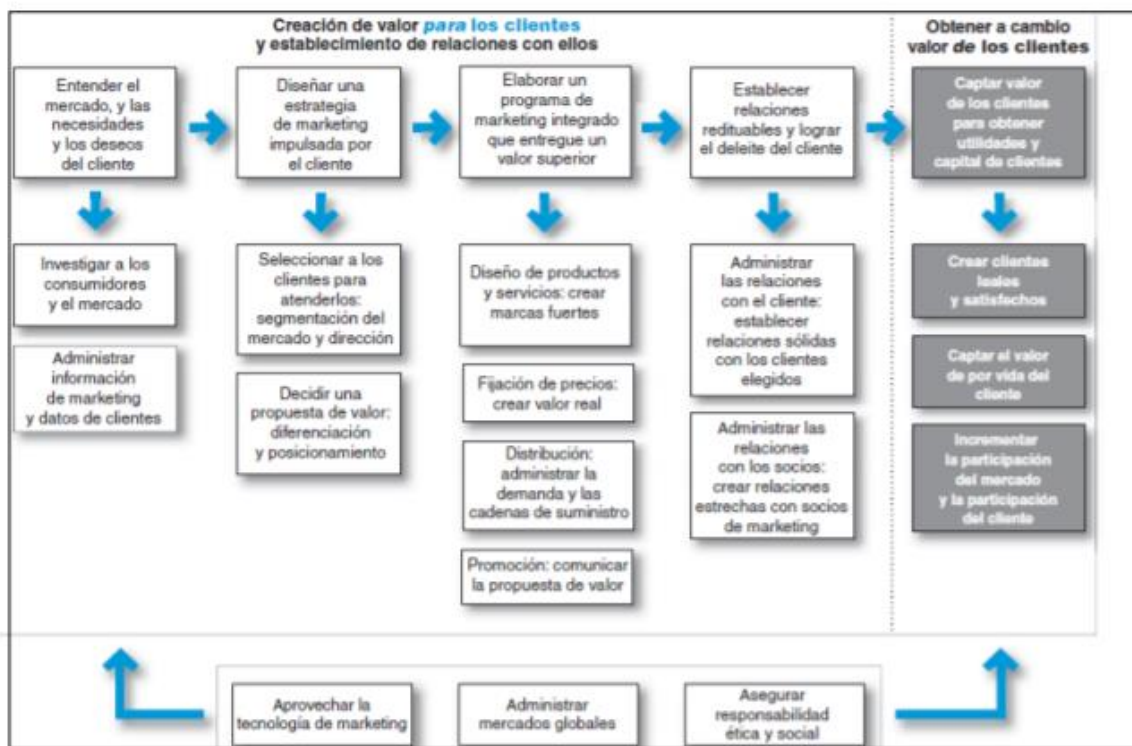 Creación de valor para los clientes
y establecimiento de relaciones con ellos
Obtener a cambio
valor de los clientes
Entender el
mercado, y las
necesidades
y los deseos
del cliente
Diseñar una
estrategia
de marketing
impulsada por
el cliente
Elaborar un
programa de
marketing integrado
que entregue un
valor superior
Establecer
relaciones
redituables y lograr
el deleite del cliente
Captar valor
de los clientes
para obtener
utilidades y
capital de clientes
Investigar a los
consumidores
y el mercado
Administrar
información
de marketing
y datos de clientes
Seleccionar a los
clientes para
atenderlos:
segmentación del
mercado y dirección
Decidir una
propuesta de valor:
diferenciación
y posicionamiento
Diseño de productos
y servicios: crear
marcas fuertes
Fijación de precios:
crear valor real
Distribución:
administrar la
demanda y las
cadenas de suministro
Promoción: comunicar
la propuesta de valor
Administrar
las relaciones
con el cliente:
establecer
relaciones sólidas
con los clientes
elegidos
Administrar las
relaciones
con los socios:
crear relaciones
estrechas con socios
de marketing
Crear clientes
leales
y satisfechos
Captar el valor
de por vida del
cliente
Incrementar
la participación
del mercado
y la participación
del cliente
Aprovechar la
tecnología de marketing
Administrar
mercados globales
Asegurar
responsabilidad
ética y social